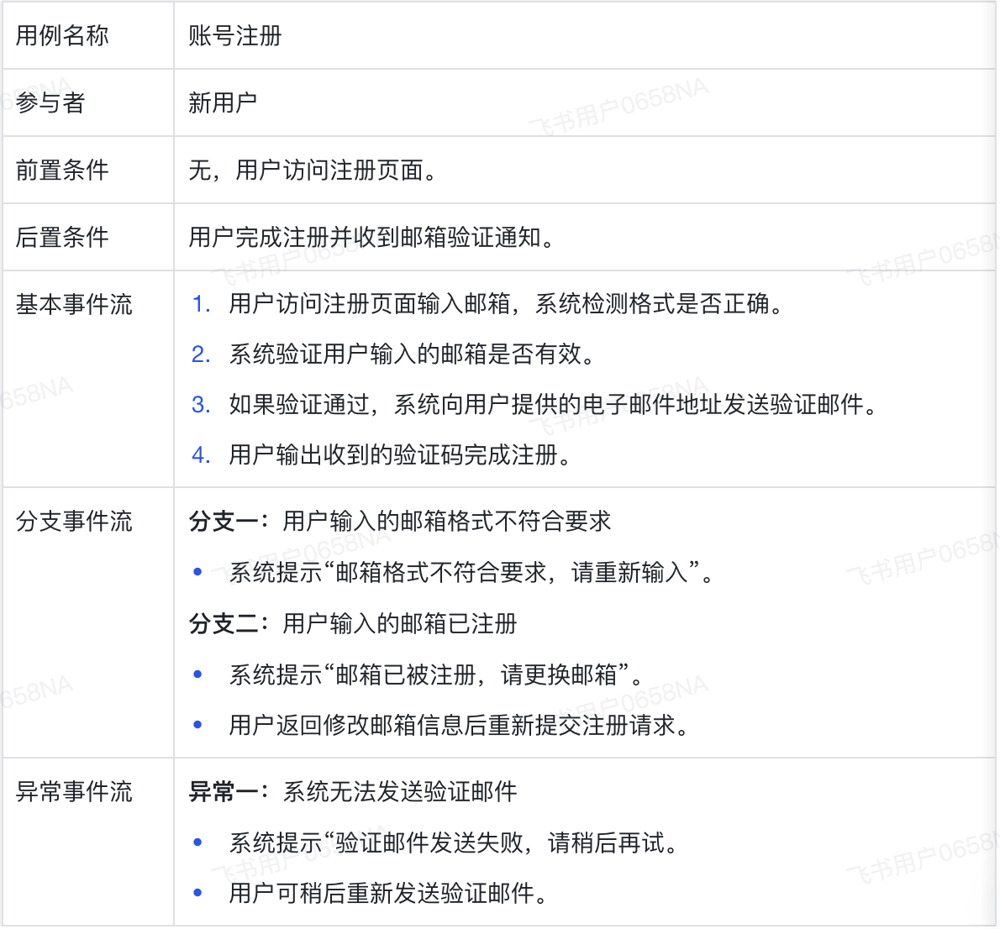 用例名称 账号注册
参与者 新用户
前置条件 无，用户访问注册页面。
后置条件 用户完成注册并收到邮箱验证通知。
基本事件流 1. 用户访问注册页面输入邮箱，系统检测格式是否正确。
2. 系统验证用户输入的邮箱是否有效。
3. 如果验证通过，系统向用户提供的电子邮件地址发送验证邮件。
4. 用户输出收到的验证码完成注册。
分支事件流 分支一：用户输入的邮箱格式不符合要求
• 系统提示“邮箱格式不符合要求，请重新输入”。
分支二：用户输入的邮箱已注册
• 系统提示“邮箱已被注册，请更换邮箱”。
• 用户返回修改邮箱信息后重新提交注册请求。
异常事件流 异常一：系统无法发送验证邮件
• 系统提示“验证邮件发送失败，请稍后再试。
• 用户可稍后重新发送验证邮件。
飞书用户0658NA